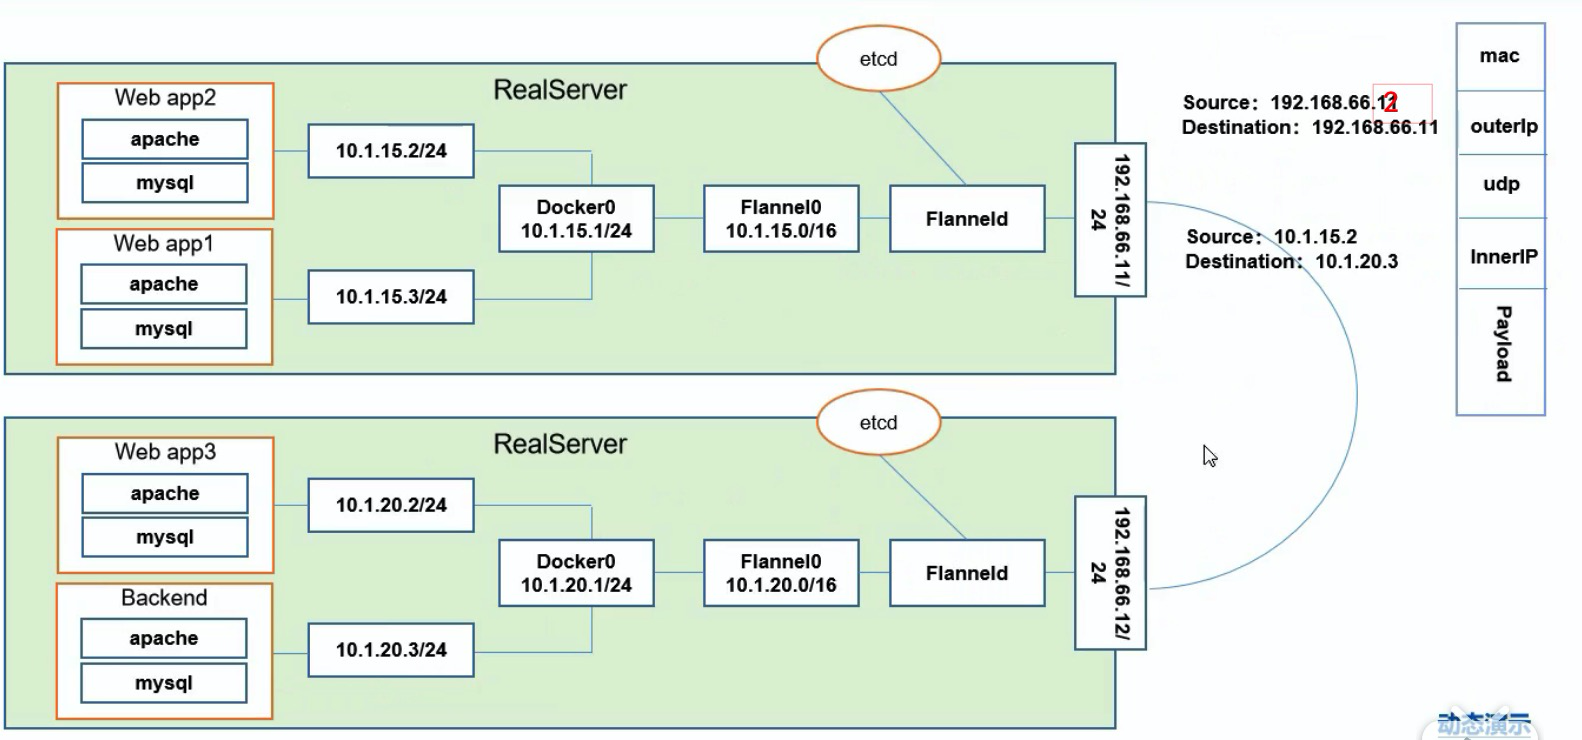 etcd
RealServer
Web app2
apache
mysql
10.1.15.2/24
Web app1
apache
mysql
10.1.15.3/24
Docker0
10.1.15.1/24
Flannel0
10.1.15.0/16
Flanneld
192.168.66.11/
24
Source：192.168.66.11
2
Destination：192.168.66.11
Source：10.1.15.2
Destination：10.1.20.3
mac
outerIp
udp
InnerIP
Payload
etcd
RealServer
Web app3
apache
mysql
10.1.20.2/24
Backend
apache
mysql
10.1.20.3/24
Docker0
10.1.20.1/24
Flannel0
10.1.20.0/16
Flanneld
192.168.66.12/
24
动态演示